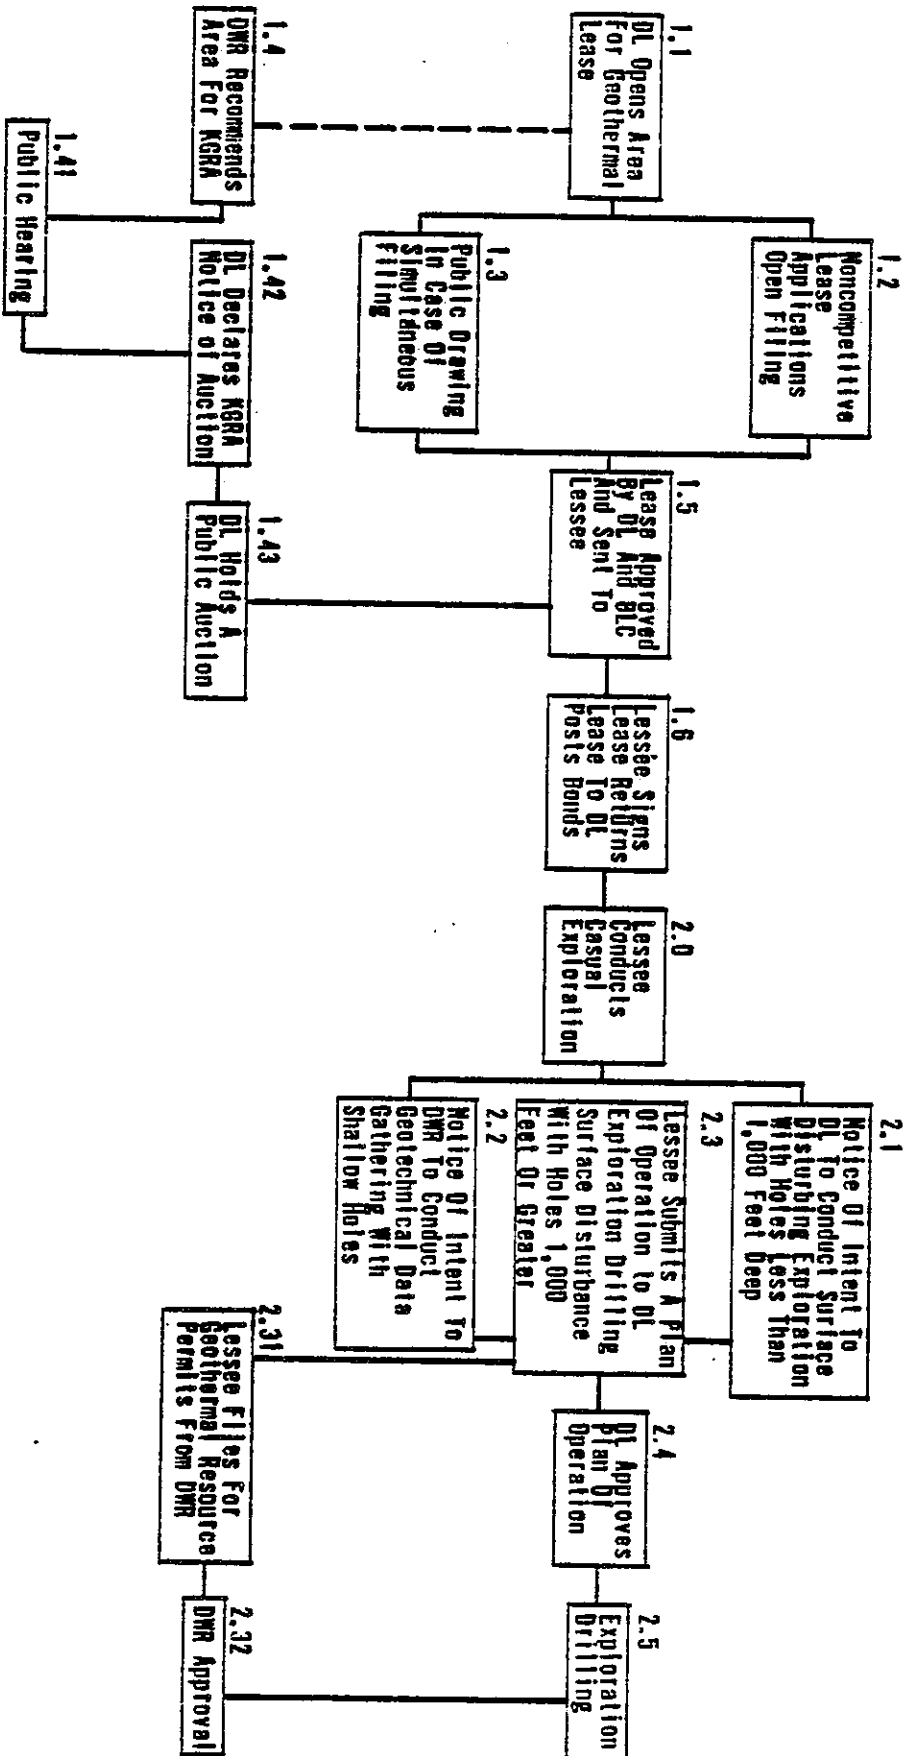 1.1
DL Opens Area
For Geothermal
Lease
1.2
Noncompetitive
Lease
Applications
Open Filing
1.3
Public Drawing
In Case Of
Simultaneous
Filing
1.4
DWR Recommends
Area For KGRA
1.41
Public Hearing
1.42
DL Declares KGRA
Notice of Auction
1.43
DL Holds A
Public Auction
1.5
Lease Approved
By DL And BLC
And Sent To
Lessee
1.6
Lessee Signs
Lease Returns
Lease To DL
Posts Bonds
2.0
Lessee
Conducts
Casual
Exploration
2.1
Notice Of Intent To
DL To Conduct Surface
Disturbing Exploration
With Holes Less Than
1,000 Feet Deep
2.3
Lessee Submits A Plan
Of Operation to DL
Exploration Drilling
Surface Disturbance
With Holes 1,000
Feet Or Greater
2.2
Notice Of Intent To
DWR To Conduct
Geotechnical Data
Gathering With
Shallow Holes
2.31
Lessee Files For
Geothermal Resource
Permits From DWR
2.32
DWR Approval
2.4
DL Approves
Plan Of
Operation
2.5
Exploration
Drilling